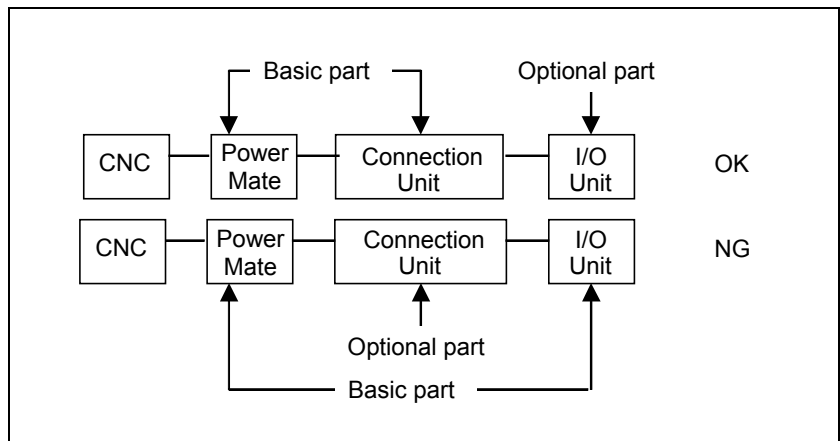 Basic part Optional part
CNC Power Mate Connection Unit I/O Unit OK
CNC Power Mate Connection Unit I/O Unit NG
Optional part
Basic part